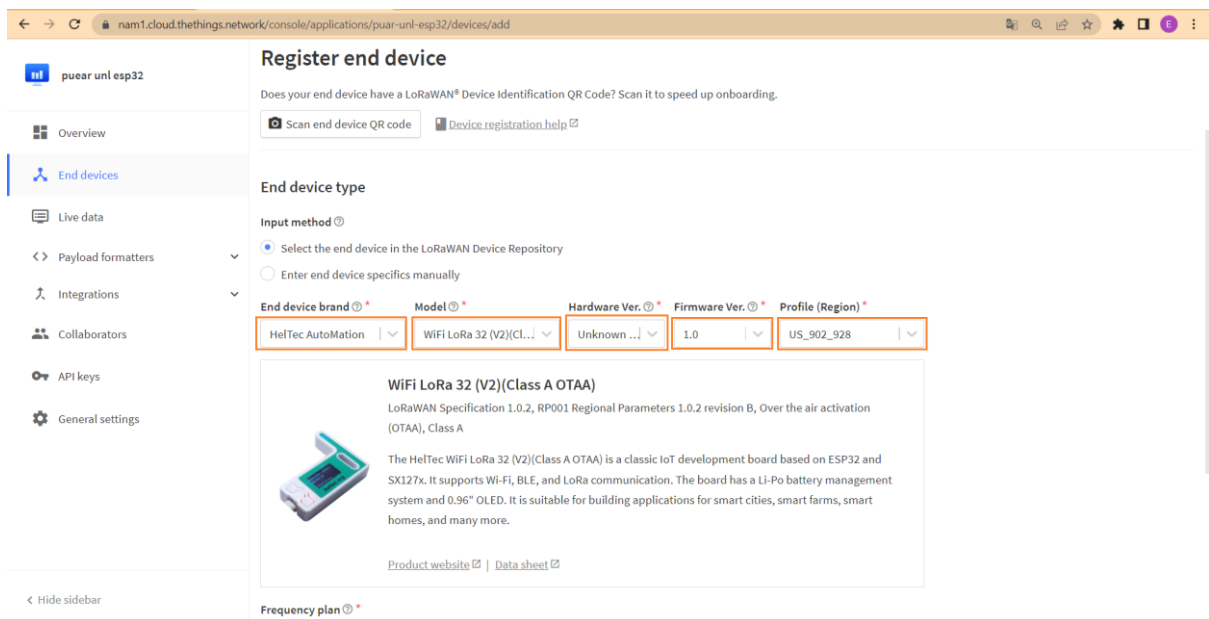 nam1.cloud.thethings.network/console/applications/puar-unl-esp32/devices/add
E
puear unl esp32
Overview
End devices
Live data
Payload formatters
Integrations
Collaborators
API keys
General settings
Hide sidebar
Register end device
Does your end device have a LoRaWAN® Device Identification QR Code? Scan it to speed up onboarding.
Scan end device QR code Device registration help
End device type
Input method
Select the end device in the LoRaWAN Device Repository
Enter end device specifics manually
End device brand * Model * Hardware Ver. * Firmware Ver. * Profile (Region) *
HelTec AutoMation WiFi LoRa 32 (V2)(Cl... Unknown ... 1.0 US_902_928
WiFi LoRa 32 (V2)(Class A OTAA)
LoRaWAN Specification 1.0.2, RP001 Regional Parameters 1.0.2 revision B, Over the air activation
(OTAA), Class A
The HelTec WiFi LoRa 32 (V2)(Class A OTAA) is a classic IoT development board based on ESP32 and
SX127x. It supports Wi-Fi, BLE, and LoRa communication. The board has a Li-Po battery management
system and 0.96" OLED. It is suitable for building applications for smart cities, smart farms, smart
homes, and many more.
Product website | Data sheet
Frequency plan *